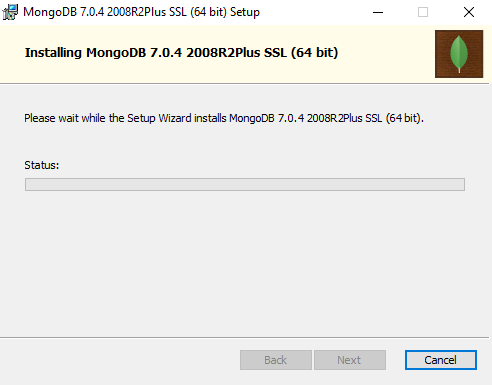 MongoDB 7.0.4 2008R2Plus SSL (64 bit) Setup
Installing MongoDB 7.0.4 2008R2Plus SSL (64 bit)
Please wait while the Setup Wizard installs MongoDB 7.0.4 2008R2Plus SSL (64 bit).
Status:
Back Next Cancel